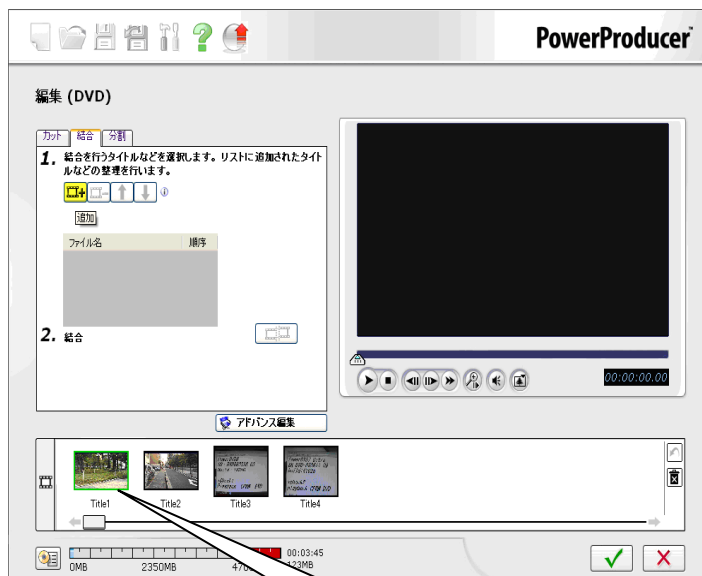 PowerProducer™
編集 (DVD)
カット 結合 分割
1. 結合を行うタイトルなどを選択します。リストに追加されたタイト
ルなどの整理を行います。
追加
ファイル名 順序
2. 結合
00:00:00.00
アドバンス編集
Title1 Title2 Title3 Title4
00:03:45
0MB 2350MB 123MB